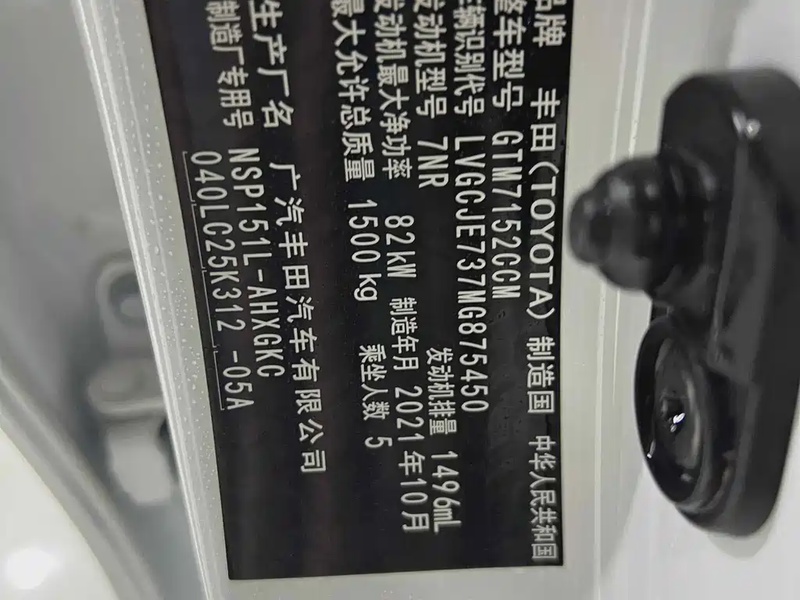 品牌 丰田(TOYOTA) 制造国 中华人民共和国
整车型号 GTM7152GCM
车辆识别代号 LVGCJE737MG875450
发动机型号 7NR 发动机排量 1496mL
发动机最大净功率 82kW 制造年月 2021年10月
最大允许总质量 1500kg 乘坐人数 5
生产厂名 广汽丰田汽车有限公司
制造厂专用号 NSP151L-AHXGKC
040LC25K312-05A